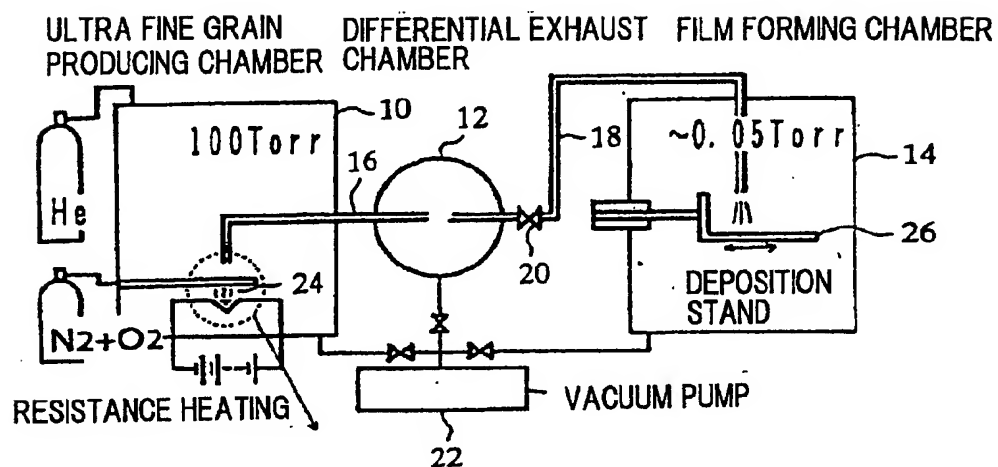 ULTRA FINE GRAIN
PRODUCING CHAMBER
DIFFERENTIAL EXHAUST
CHAMBER
FILM FORMING CHAMBER
10
12
18
14
100Torr
~0.05Torr
16
He
20
26
24
DEPOSITION
STAND
N2+O2
RESISTANCE HEATING
VACUUM PUMP
22